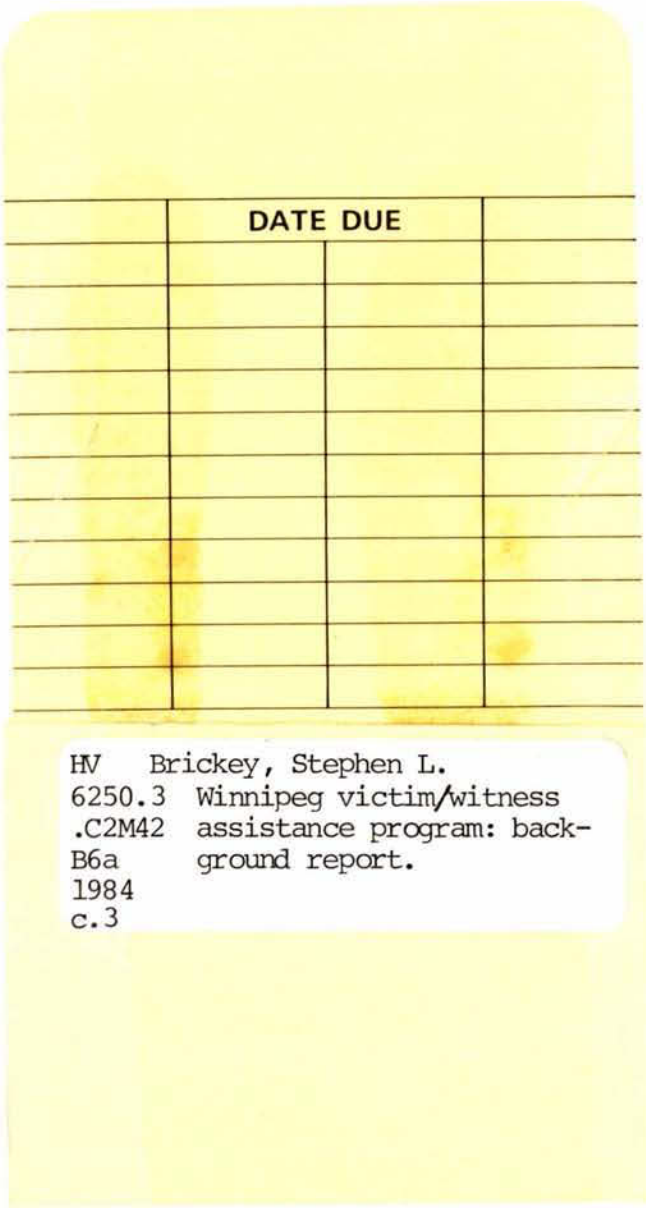 DATE DUE
HV Brickey, Stephen L.
6250.3 Winnipeg victim/witness
.C2M42 assistance program: back-
B6a ground report.
1984
c.3